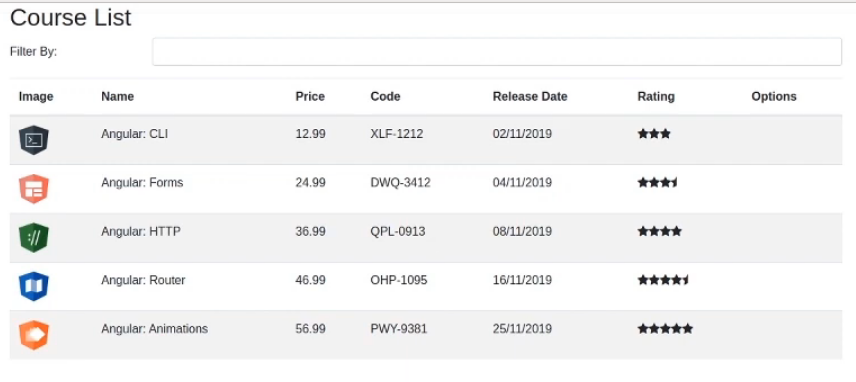 Course List
Filter By:
Image Name Price Code Release Date Rating Options
Angular: CLI 12.99 XLF-1212 02/11/2019
Angular: Forms 24.99 DWQ-3412 04/11/2019
Angular: HTTP 36.99 QPL-0913 08/11/2019
Angular: Router 46.99 OHP-1095 16/11/2019
Angular: Animations 56.99 PWY-9381 25/11/2019